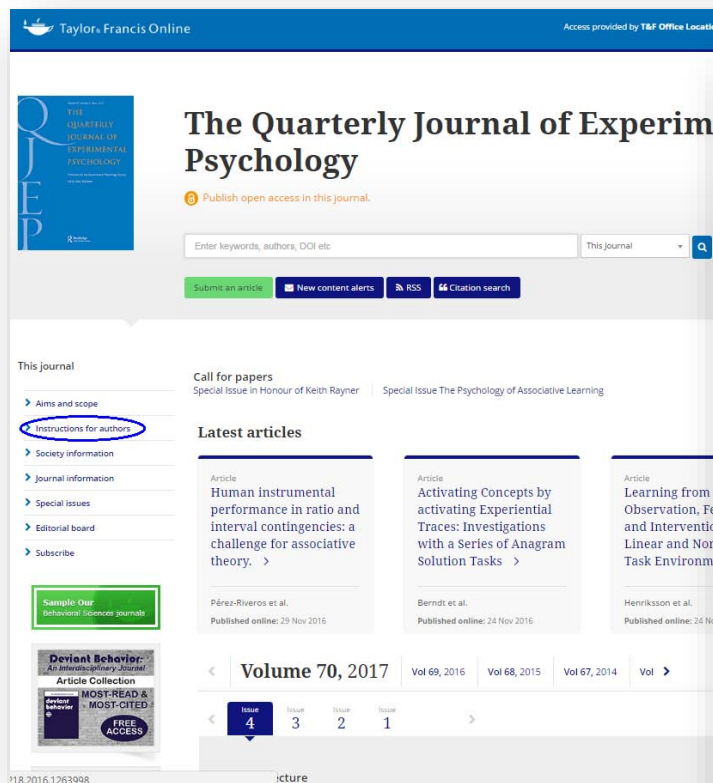 Taylor & Francis Online
Access provided by T&F Office Locatio
THE
QUARTERLY
JOURNAL OF
EXPERIMENTAL
PSYCHOLOGY
QJEP
The Quarterly Journal of Experim
Psychology
Publish open access in this journal.
Enter keywords, authors, DOI etc
This Journal
Submit an article
New content alerts
RSS
Citation search
This journal
Aims and scope
Instructions for authors
Society information
Journal information
Special issues
Editorial board
Subscribe
Sample Our
Behavioral Sciences journals
Deviant Behavior:
An Interdisciplinary Journal
Article Collection
deviant
behavior
MOST-READ &
MOST-CITED
FREE
ACCESS
Call for papers
Special Issue in Honour of Keith Rayner
Special Issue The Psychology of Associative Learning
Latest articles
Article
Human instrumental
performance in ratio and
interval contingencies: a
challenge for associative
theory. >
Pérez-Riveros et al.
Published online: 29 Nov 2016
Article
Activating Concepts by
activating Experiential
Traces: Investigations
with a Series of Anagram
Solution Tasks >
Berndt et al.
Published online: 24 Nov 2016
Article
Learning from
Observation, Fe
and Interventio
Linear and Non
Task Environm
Henriksson et al.
Published online: 24 No
Volume 70, 2017
Vol 69, 2016
Vol 68, 2015
Vol 67, 2014
Vol
Issue
4
Issue
3
Issue
2
Issue
1
218.2016.1263998
ecture